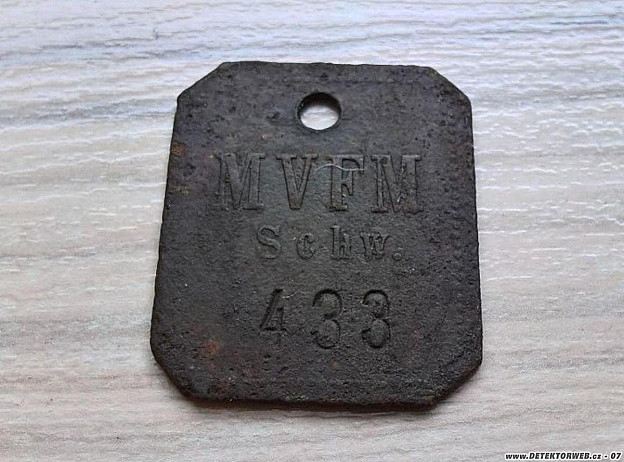 MVFM
Schw.
433
www.DETEKTORWEB.cz - 07